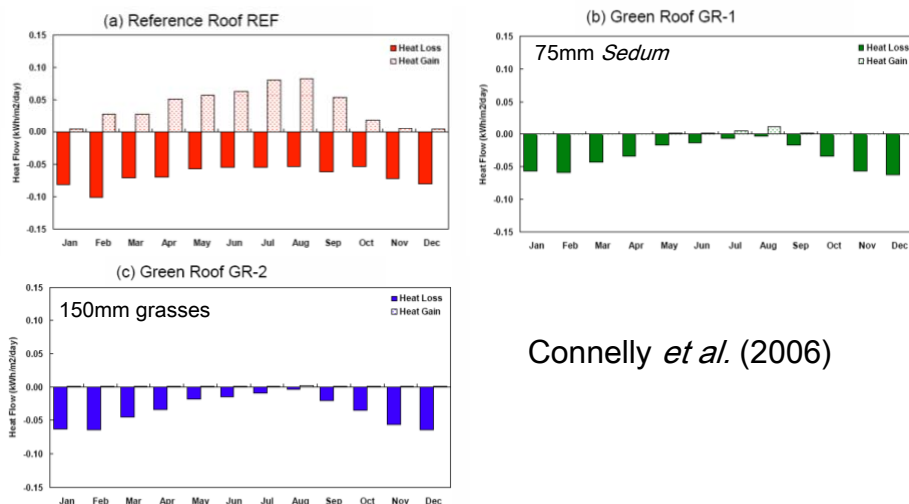 (a) Reference Roof REF
Heat Flow (kWh/m2/day)
0.15
0.10
0.05
0.00
-0.05
-0.10
-0.15
Heat Loss
Heat Gain
Jan Feb Mar Apr May Jun Jul Aug Sep Oct Nov Dec
(b) Green Roof GR-1
75mm Sedum
Heat Flow (kWh/m2/day)
0.15
0.10
0.05
0.00
-0.05
-0.10
-0.15
Heat Loss
Heat Gain
Jan Feb Mar Apr May Jun Jul Aug Sep Oct Nov Dec
(c) Green Roof GR-2
150mm grasses
Heat Flow (kWh/m2/day)
0.15
0.10
0.05
0.00
-0.05
-0.10
-0.15
Heat Loss
Heat Gain
Jan Feb Mar Apr May Jun Jul Aug Sep Oct Nov Dec
Connelly et al. (2006)